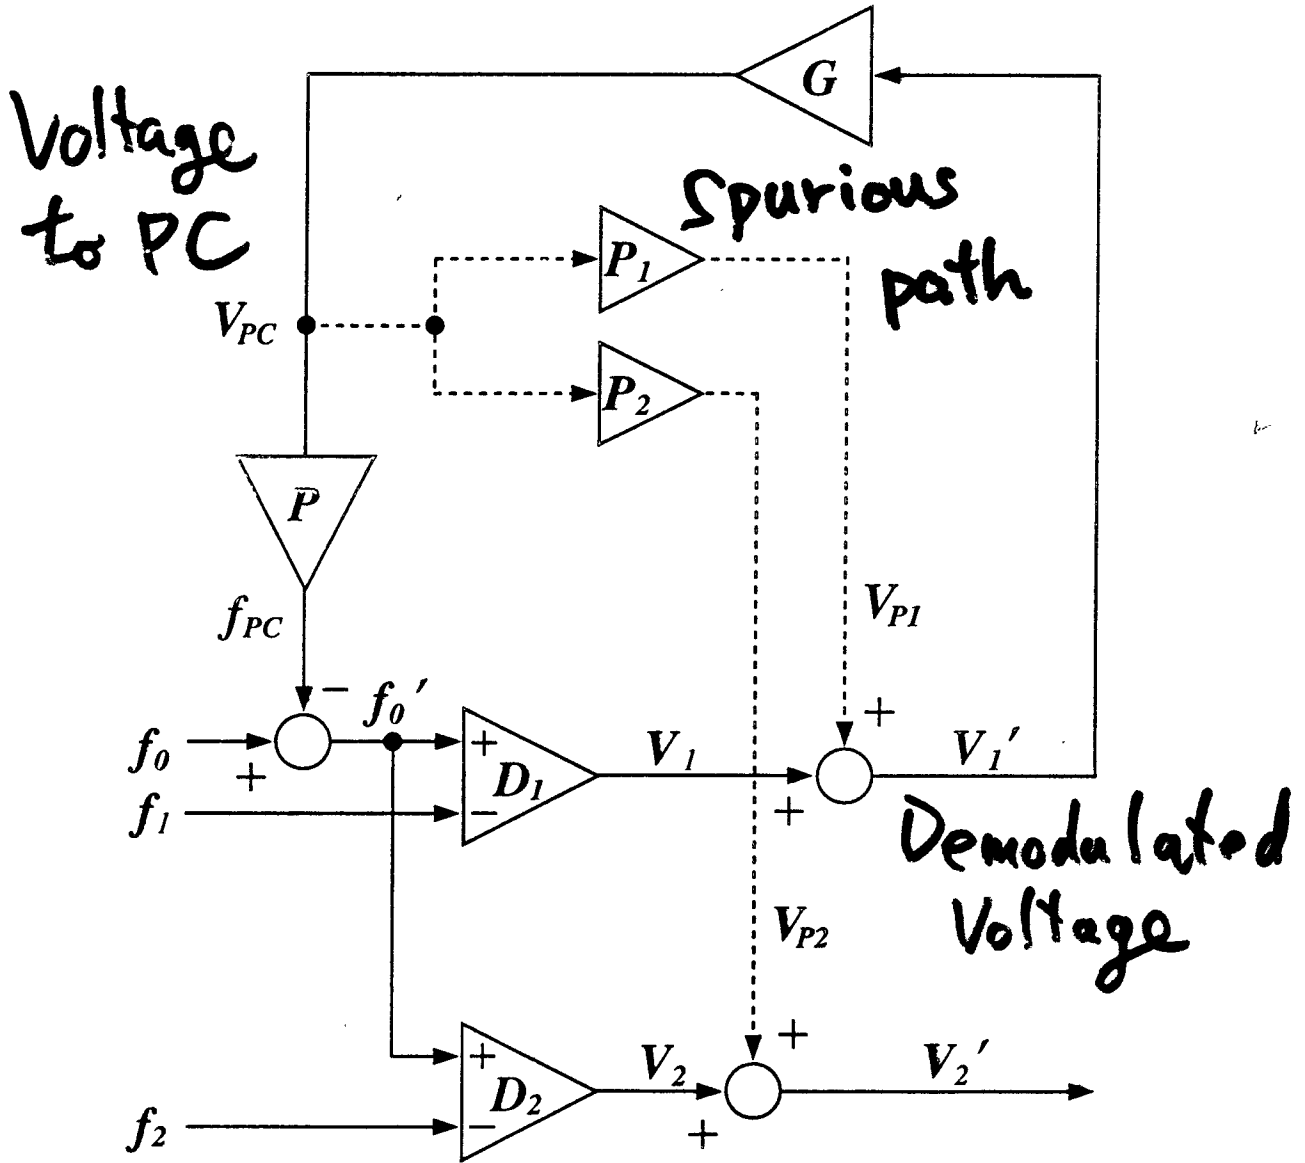 G
Voltage
to PC
Spurious
path
P1
VPC
P2
P
VP1
fPC
− f0′
+
f0
+
+
V1
V1′
D1
f1
−
+
Demodulated
Voltage
VP2
+
+
V2
V2′
D2
f2
−
+